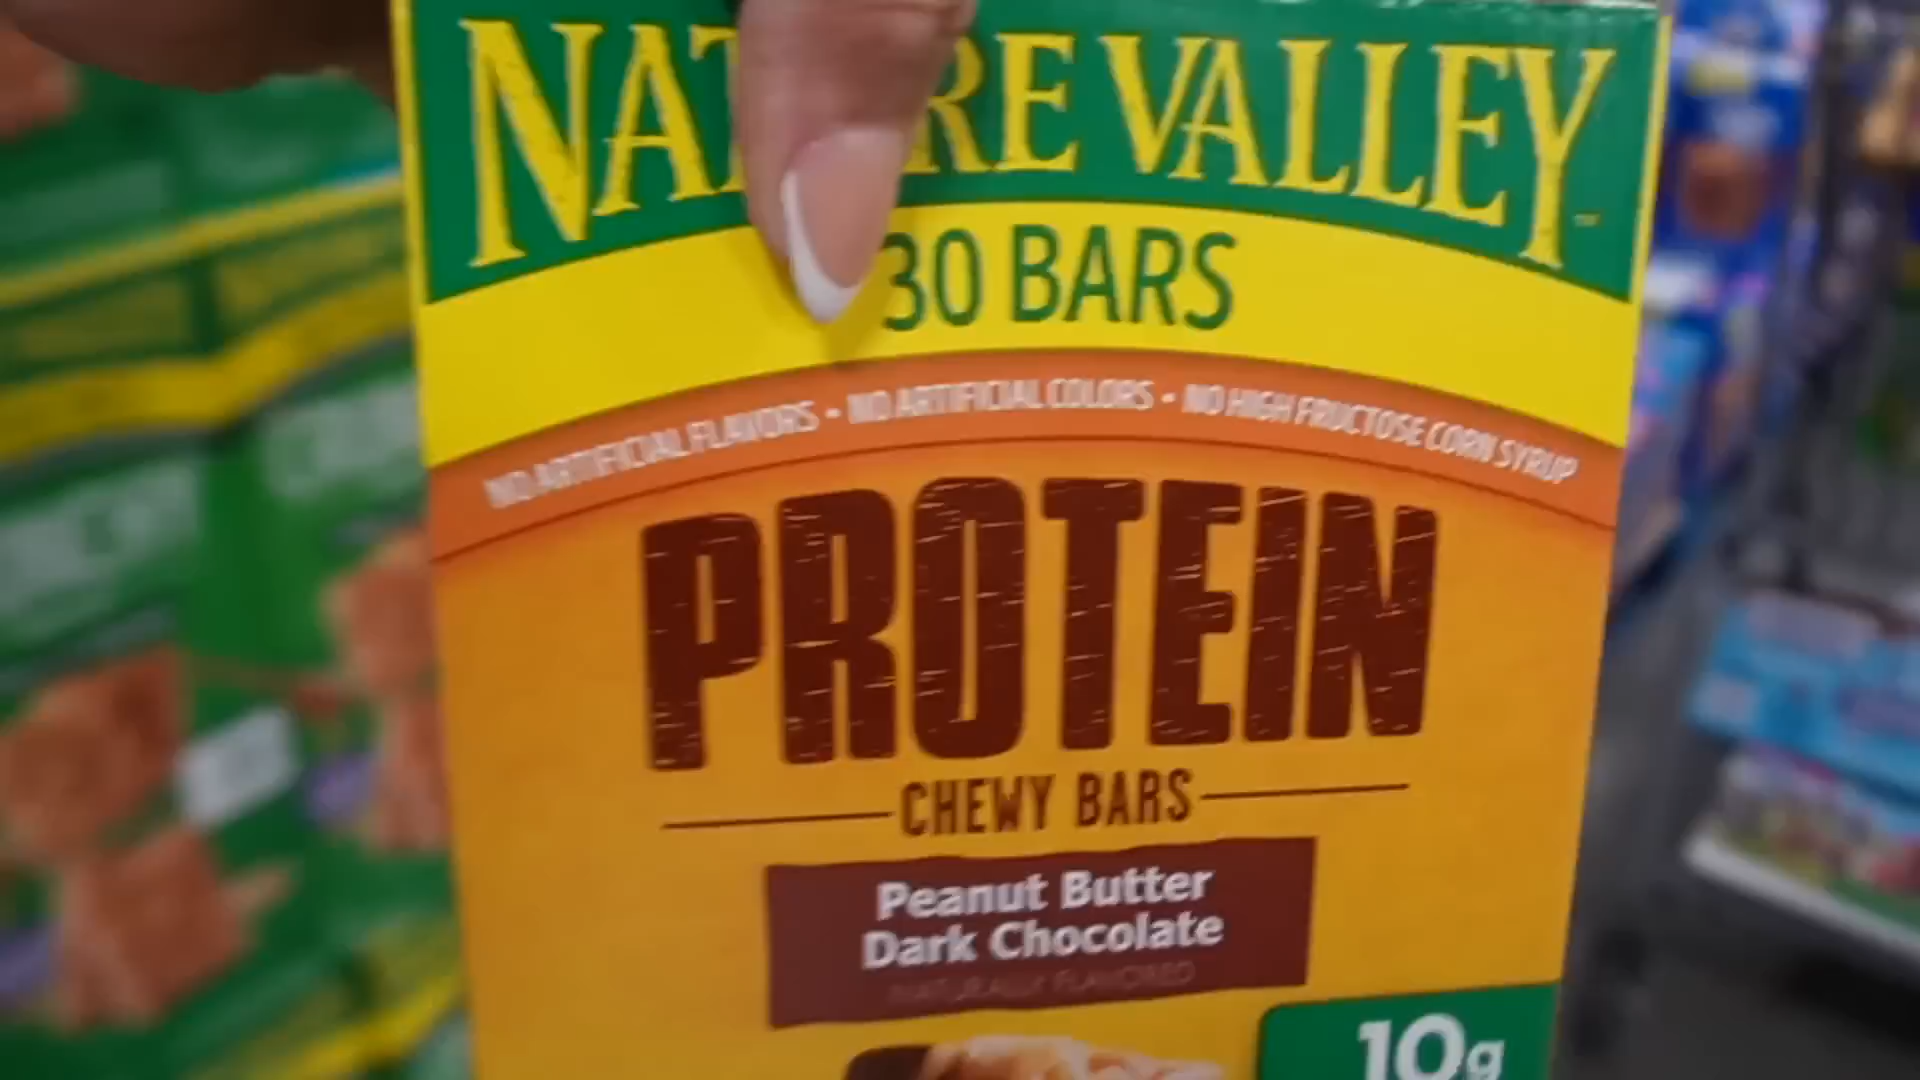 NATURE VALLEY
30 BARS
NO ARTIFICIAL FLAVORS • NO ARTIFICIAL COLORS • NO HIGH FRUCTOSE CORN SYRUP
PROTEIN
CHEWY BARS
Peanut Butter
Dark Chocolate
NATURALLY FLAVORED
10g